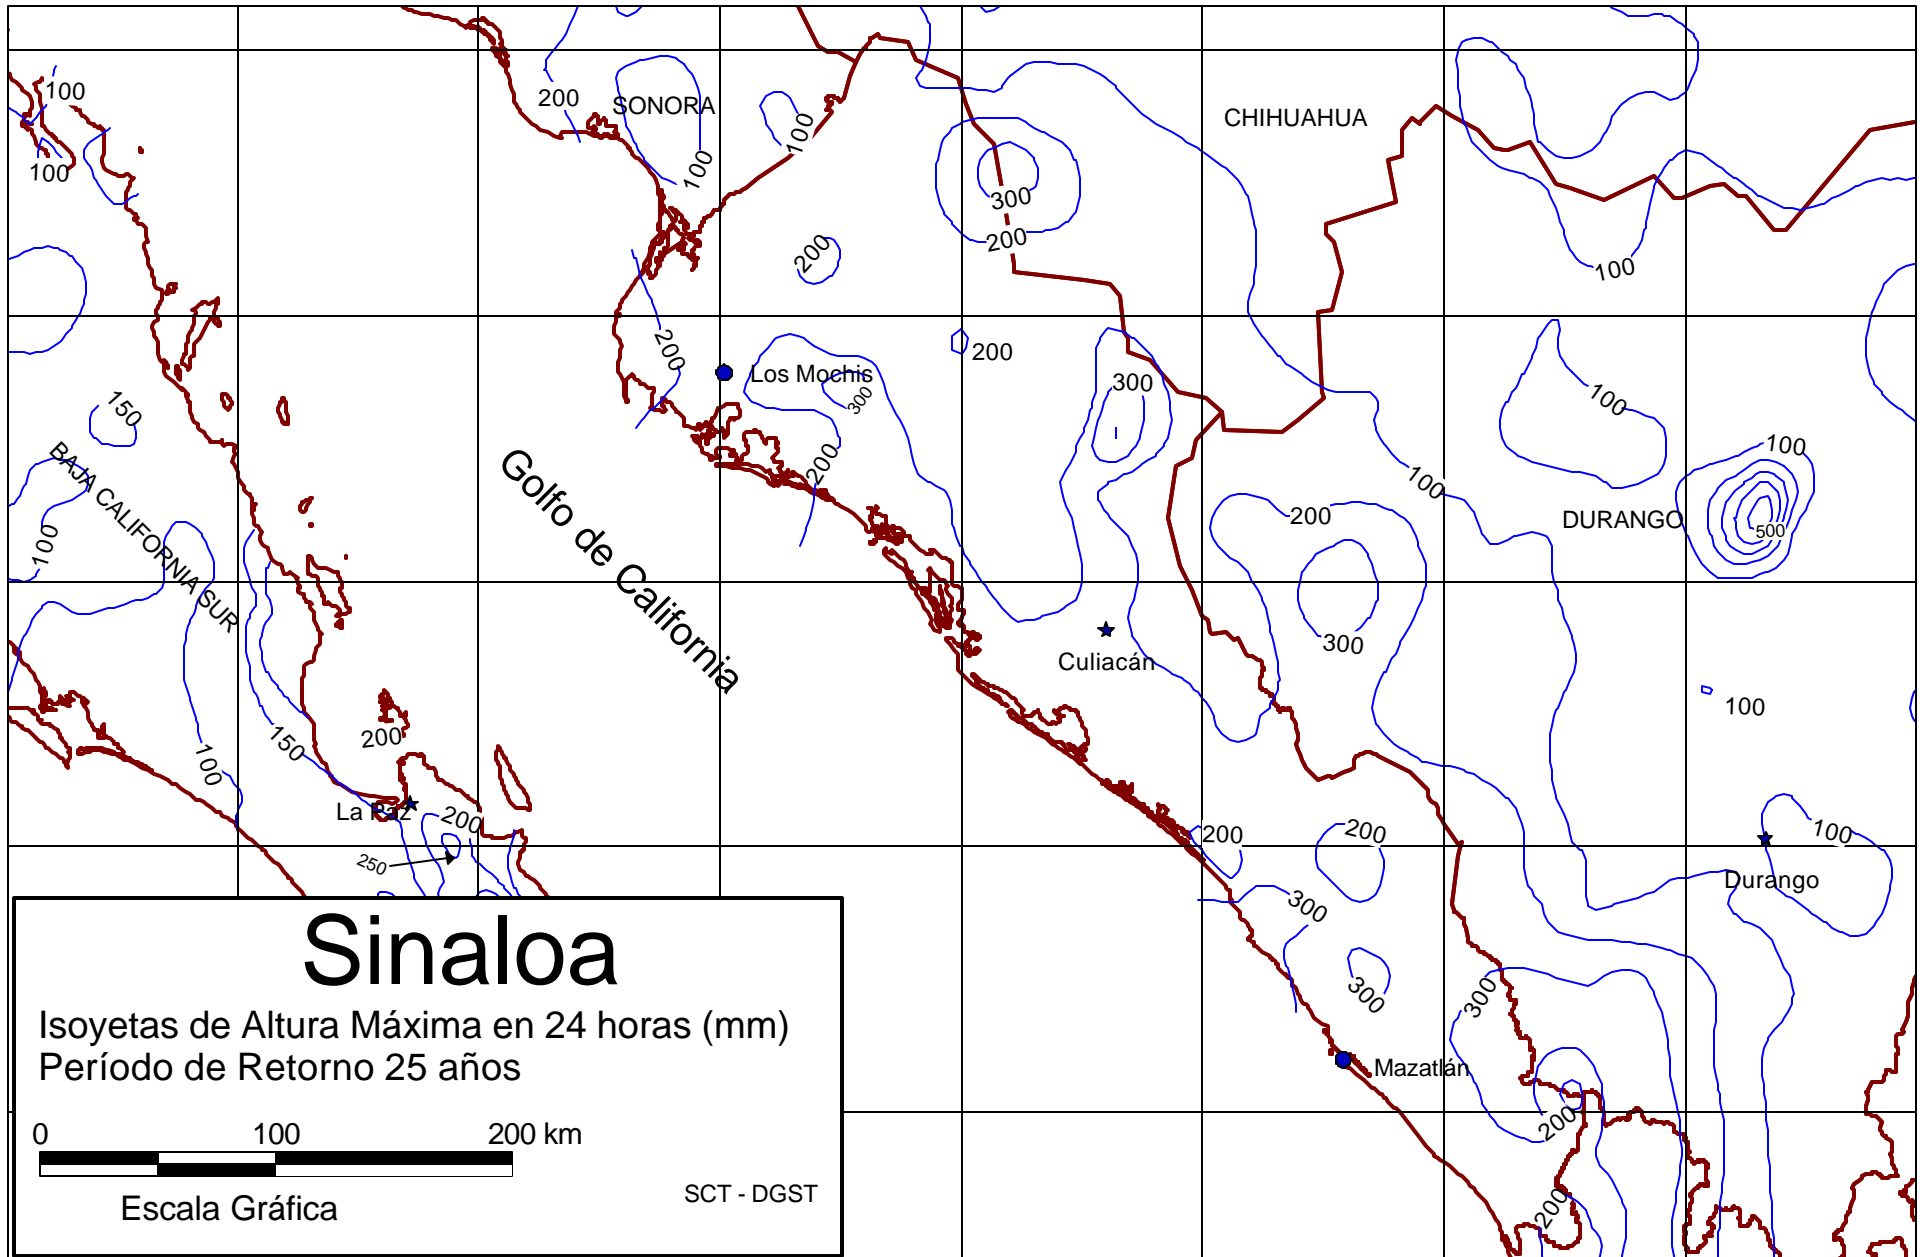 100
200
SONORA
100
CHIHUAHUA
100
100
300
200
200
100
200
200
Los Mochis
300
300
100
150
BAJA CALIFORNIA SUR
200
100
100
100
Golfo de California
200
DURANGO
500
300
Culiacán
100
150
200
100
La Paz
200
250
200
200
100
Durango
300
300
300
Mazatlán
200
200
Sinaloa
Isoyetas de Altura Máxima en 24 horas (mm)
Período de Retorno 25 años
0 100 200 km
Escala Gráfica
SCT - DGST